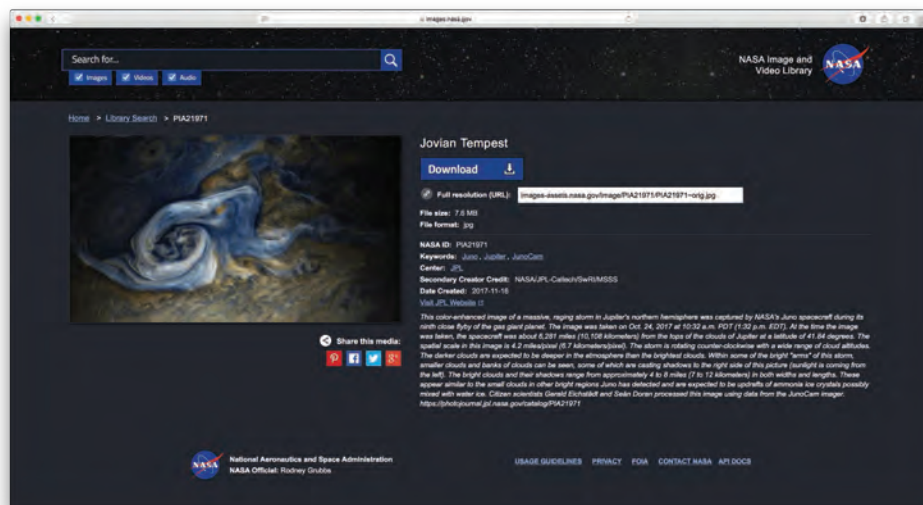 images.nasa.gov
Search for...
Images Videos Audio
NASA Image and
Video Library
NASA
Home > Library Search > PIA21971
Jovian Tempest
Download
Full resolution (URL): images-assets.nasa.gov/image/PIA21971/PIA21971~orig.jpg
File size: 7.6 MB
File format: jpg
NASA ID: PIA21971
Keywords: Juno , Jupiter , JunoCam
Center: JPL
Secondary Creator Credit: NASA/JPL-Caltech/SwRI/MSSS
Date Created: 2017-11-16
Visit JPL Website
This color-enhanced image of a massive, raging storm in Jupiter's northern hemisphere was captured by NASA's Juno spacecraft during its
ninth close flyby of the gas giant planet. The image was taken on Oct. 24, 2017 at 10:32 a.m. PDT (1:32 p.m. EDT). At the time the image
was taken, the spacecraft was about 6,281 miles (10,108 kilometers) from the tops of the clouds of Jupiter at a latitude of 41.84 degrees. The
spatial scale in this image is 4.2 miles/pixel (6.7 kilometers/pixel). The storm is rotating counter-clockwise with a wide range of cloud altitudes.
The darker clouds are expected to be deeper in the atmosphere than the brightest clouds. Within some of the bright "arms" of this storm,
smaller clouds and banks of clouds can be seen, some of which are casting shadows to the right side of this picture (sunlight is coming from
the left). The bright clouds and their shadows range from approximately 4 to 8 miles (7 to 12 kilometers) in both widths and lengths. These
appear similar to the small clouds in other bright regions Juno has detected and are expected to be updrafts of ammonia ice crystals possibly
mixed with water ice. Citizen scientists Gerald Eichstädt and Seán Doran processed this image using data from the JunoCam imager.
https://photojournal.jpl.nasa.gov/catalog/PIA21971
Share this media:
NASA
National Aeronautics and Space Administration
NASA Official: Rodney Grubbs
USAGE GUIDELINES PRIVACY FOIA CONTACT NASA API DOCS